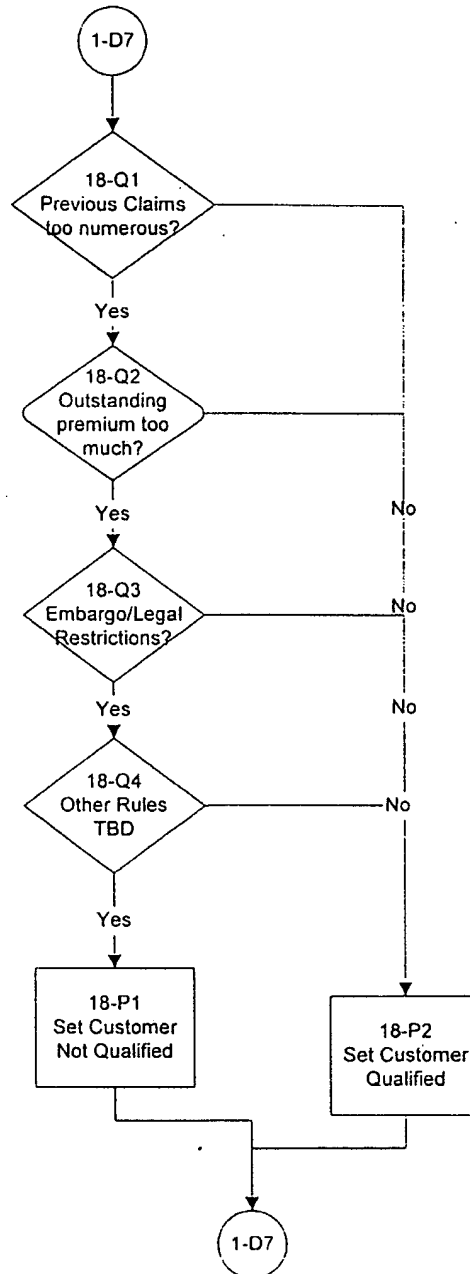 1-D7
18-Q1
Previous Claims
too numerous?
Yes
18-Q2
Outstanding
premium too
much?
Yes
No
18-Q3
Embargo/Legal
Restrictions?
No
Yes
No
18-Q4
Other Rules
TBD
No
Yes
18-P1
Set Customer
Not Qualified
18-P2
Set Customer
Qualified
1-D7